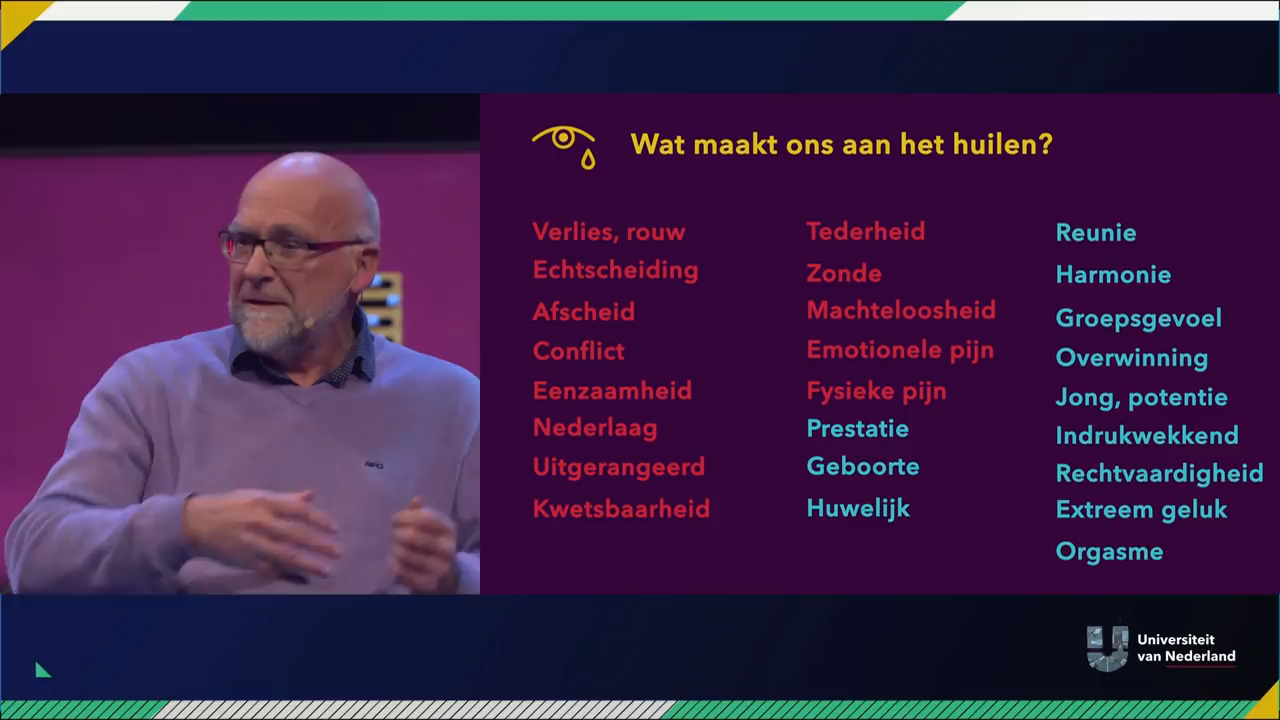 Wat maakt ons aan het huilen?
Verlies, rouw
Echtscheiding
Afscheid
Conflict
Eenzaamheid
Nederlaag
Uitgerangeerd
Kwetsbaarheid
Tederheid
Zonde
Machteloosheid
Emotionele pijn
Fysieke pijn
Prestatie
Geboorte
Huwelijk
Reunie
Harmonie
Groepsgevoel
Overwinning
Jong, potentie
Indrukwekkend
Rechtvaardigheid
Extreem geluk
Orgasme
Universiteit
van Nederland